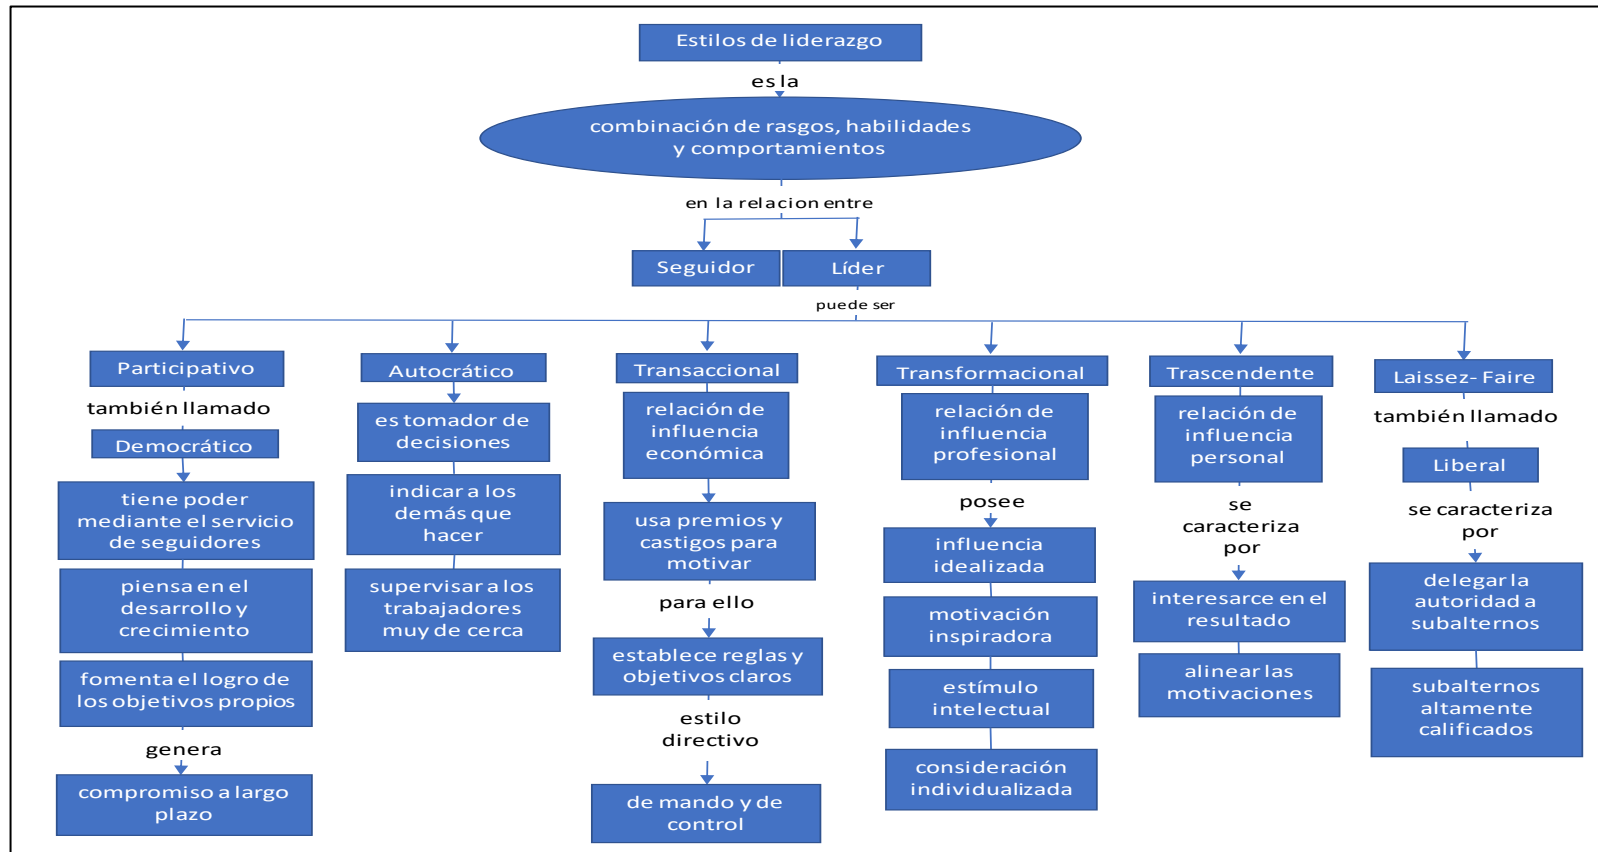 Estilos de liderazgo
es la
combinación de rasgos, habilidades
y comportamientos
en la relacion entre
Seguidor
Líder
puede ser
Participativo
también llamado
Democrático
tiene poder
mediante el servicio
de seguidores
piensa en el
desarrollo y
crecimiento
fomenta el logro de
los objetivos propios
genera
compromiso a largo
plazo
Autocrático
es tomador de
decisiones
indicar a los
demás que
hacer
supervisar a los
trabajadores
muy de cerca
Transaccional
relación de
influencia
económica
usa premios y
castigos para
motivar
para ello
establece reglas y
objetivos claros
estilo
directivo
de mando y de
control
Transformacional
relación de
influencia
profesional
posee
influencia
idealizada
motivación
inspiradora
estímulo
intelectual
consideración
individualizada
Trascendente
relación de
influencia
personal
se
caracteriza
por
interesarce en el
resultado
alinear las
motivaciones
Laissez- Faire
también llamado
Liberal
se caracteriza
por
delegar la
autoridad a
subalternos
subalternos
altamente
calificados